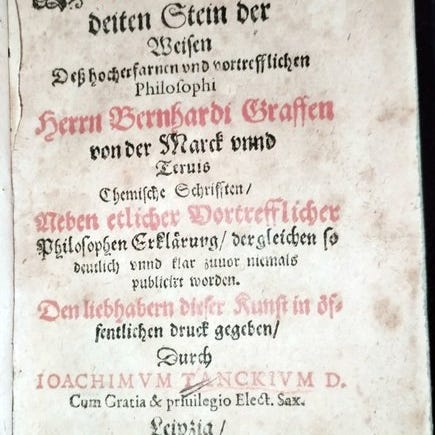 deiten Stein der
Weisen
Deß hocherfarnen vnd vortrefflichen
Philosophi
Herrn Bernhardi Graffen
von der Marck vnnd
Teruis
Chemische Schrifften/
Neben etlicher Vortrefflicher
Philosophen Erklärung/ dergleichen so
deutlich vnnd klar zuuor niemals
publicirt worden.
Den liebhabern dieser Kunst in öf-
fentlichen druck gegeben/
Durch
IOACHIMVM TANCKIVM D.
Cum Gratia & priuilegio Elect. Sax.
Leipzig/